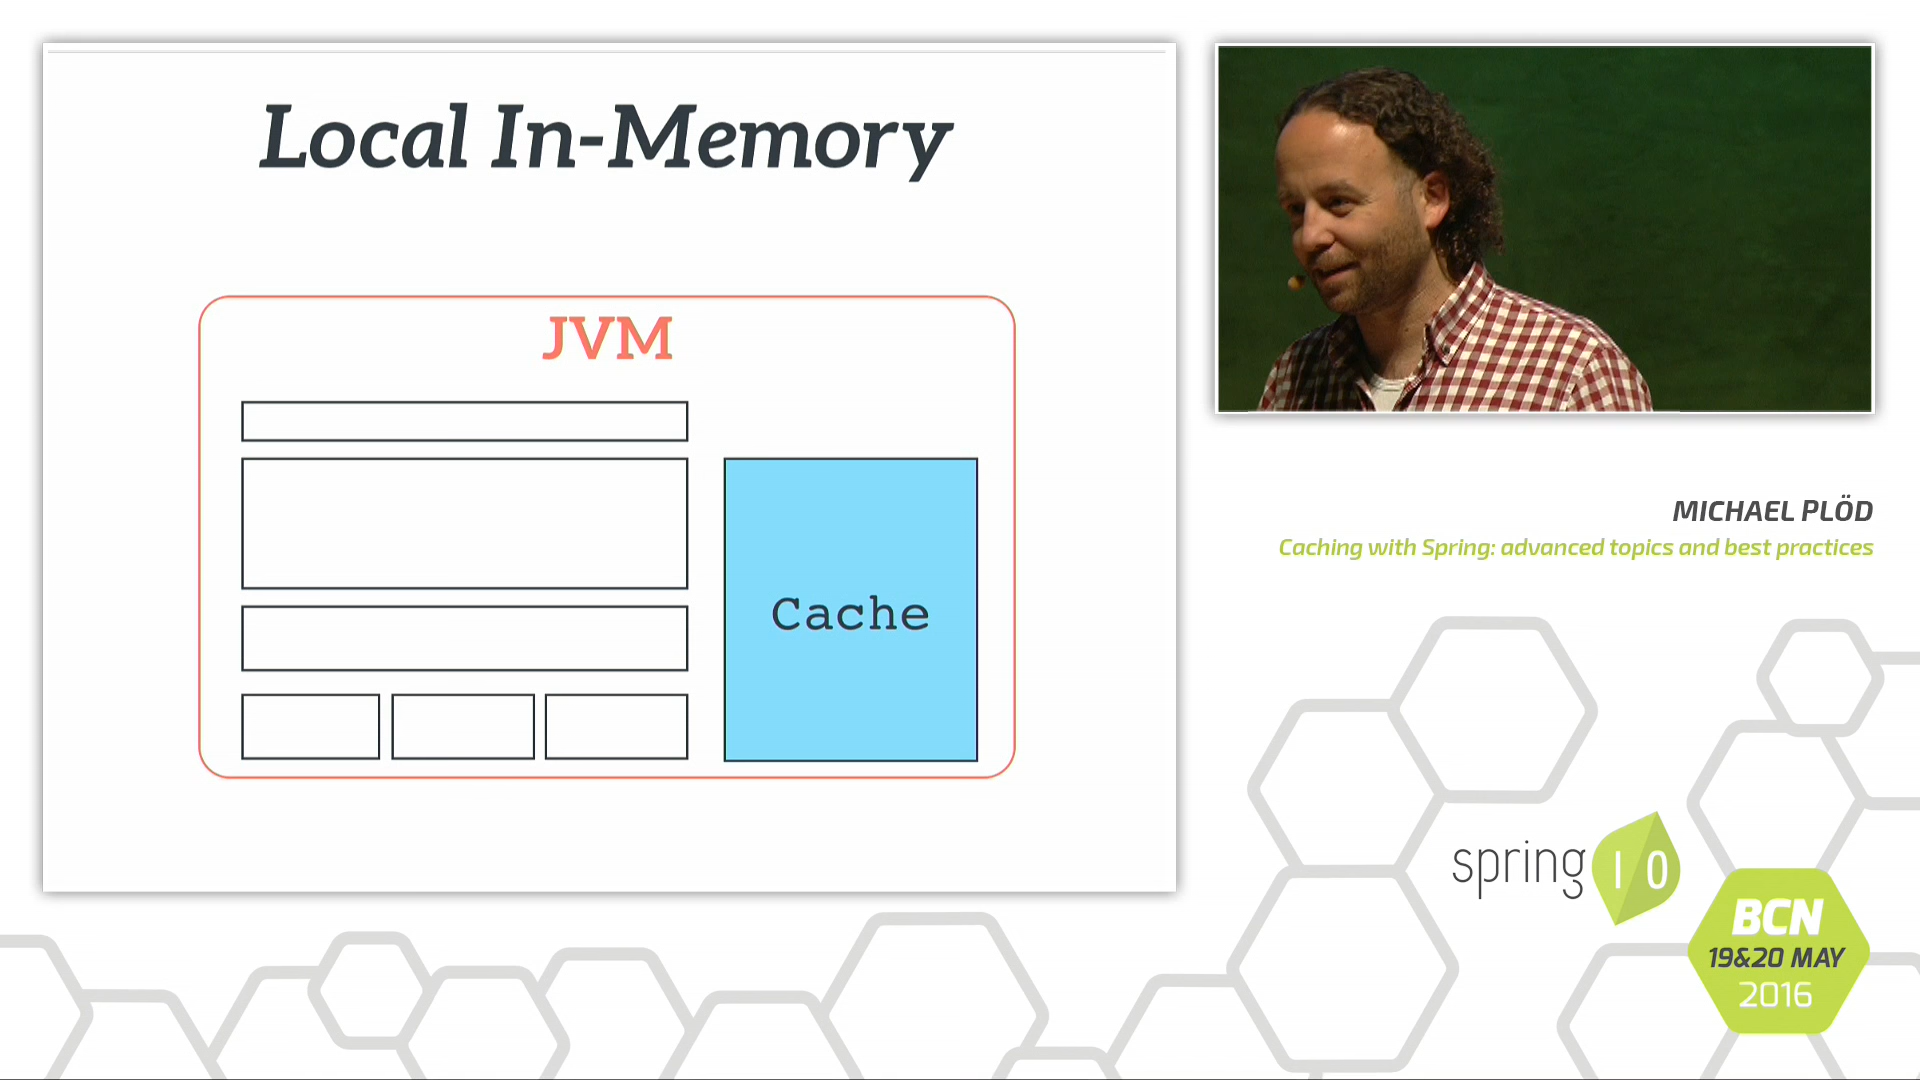 Local In-Memory
JVM
Cache
MICHAEL PLÖD
Caching with Spring: advanced topics and best practices
spring I O
BCN
19&20 MAY
2016